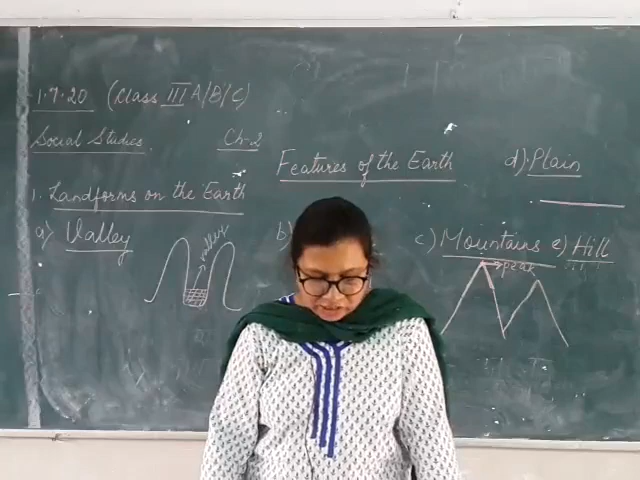 1.7.20 (Class III A/B/C)
Social Studies. Ch-2
Features of the Earth
d) Plain
1. Landforms on the Earth
a) Valley
valley
b)
c) Mountains
peak
e) Hill